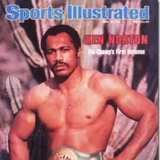 Sports Illustrated
KEN NORTON
The Champ's First Defense